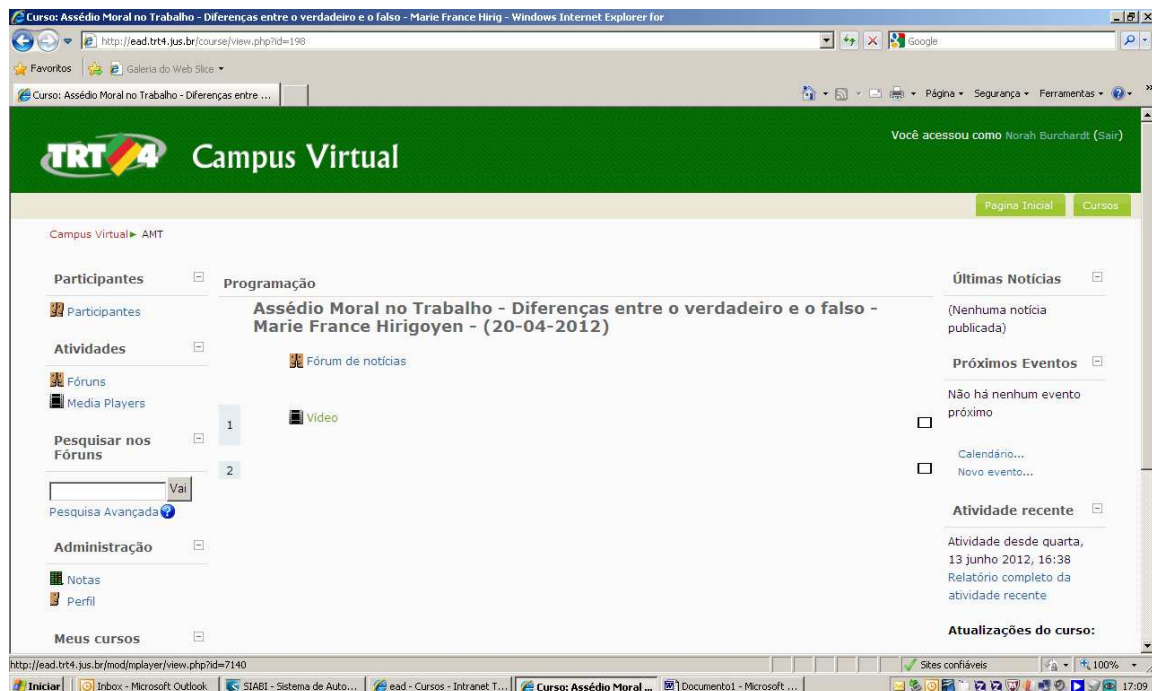 Curso: Assédio Moral no Trabalho - Diferenças entre o verdadeiro e o falso - Marie France Hirig - Windows Internet Explorer for
http://ead.trt4.jus.br/course/view.php?id=198
Google
Favoritos Galeria do Web Slice
Curso: Assédio Moral no Trabalho - Diferenças entre ...
Página Segurança Ferramentas
TRT 4 Campus Virtual
Você acessou como Norah Burchardt (Sair)
Pagina Inicial Cursos
Campus Virtual► AMT
Participantes
Participantes
Atividades
Fóruns
Media Players
Pesquisar nos
Fóruns
Vai
Pesquisa Avançada
Administração
Notas
Perfil
Meus cursos
Programação
Assédio Moral no Trabalho - Diferenças entre o verdadeiro e o falso -
Marie France Hirigoyen - (20-04-2012)
Fórum de notícias
1 Vídeo
2
Últimas Notícias
(Nenhuma notícia
publicada)
Próximos Eventos
Não há nenhum evento
próximo
Calendário...
Novo evento...
Atividade recente
Atividade desde quarta,
13 junho 2012, 16:38
Relatório completo da
atividade recente
Atualizações do curso:
http://ead.trt4.jus.br/mod/mplayer/view.php?id=7140
Sites confiáveis 100%
Iniciar Inbox - Microsoft Outlook SIABI - Sistema de Auto... ead - Cursos - Intranet T... Curso: Assédio Moral ... Documento1 - Microsoft ... 17:09